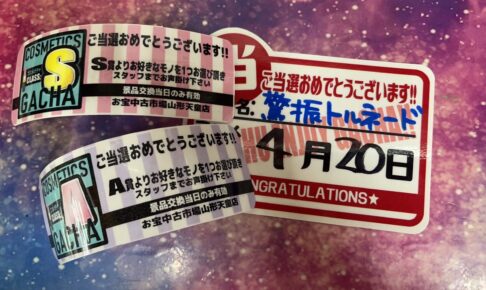 COSMETICS
CLASS:
S
GACHA
ご当選おめでとうございます!!
S賞よりお好きなモノを1つお選び頂き
スタッフまでお声掛け下さい
景品交換当日のみ有効
お宝中古市場山形天童店
COSMETICS
A
GACHA
ご当選おめでとうございます!!
A賞よりお好きなモノを1つお選び頂き
スタッフまでお声掛け下さい
景品交換当日のみ有効
お宝中古市場山形天童店
当
ご当選おめでとうございます!!
名:驚振トルネード
4月20日
NGRATULATIONS★